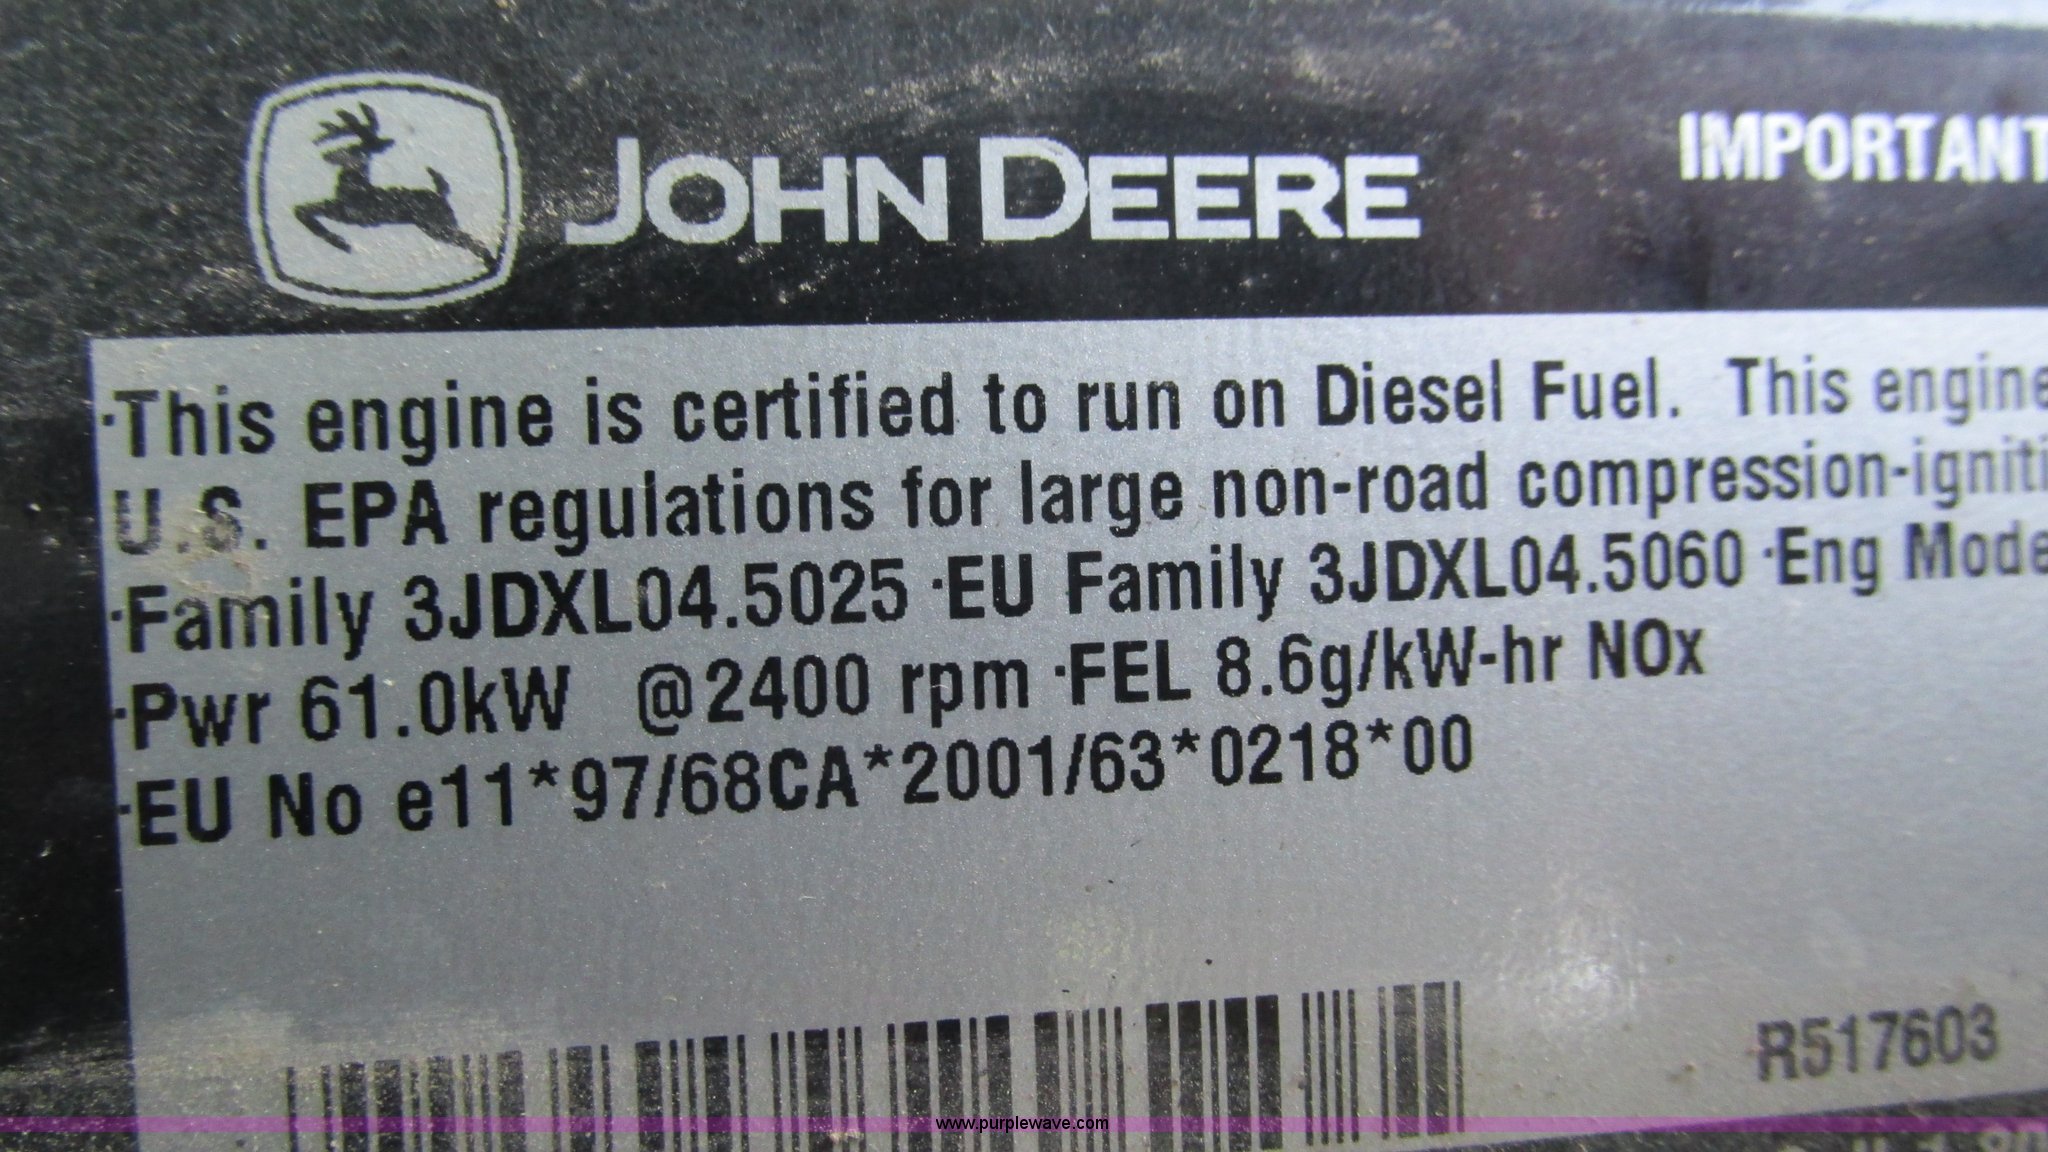 JOHN DEERE
IMPORTANT
·This engine is certified to run on Diesel Fuel. This engine
U.S. EPA regulations for large non-road compression-igniti
·Family 3JDXL04.5025 ·EU Family 3JDXL04.5060 ·Eng Mode
·Pwr 61.0kW @2400 rpm ·FEL 8.6g/kW-hr NOx
·EU No e11*97/68CA*2001/63*0218*00
R517603
www.purplewave.com